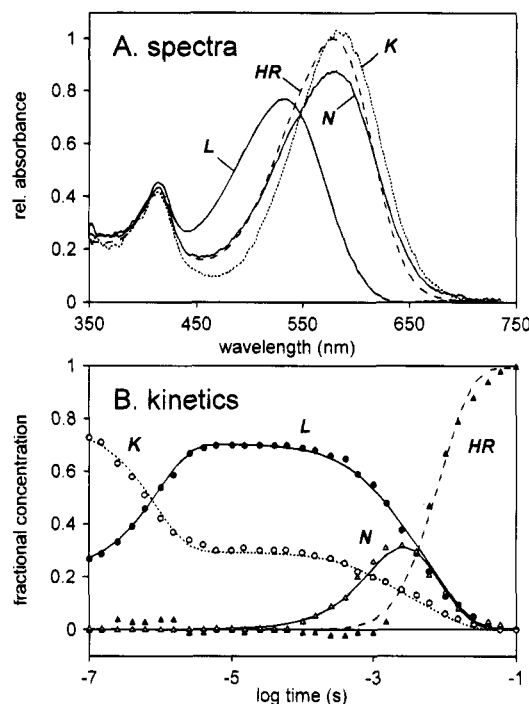 A. spectra
K
HR
N
L
rel. absorbance
1
0.8
0.6
0.4
0.2
0
350 450 550 650 750
wavelength (nm)
B. kinetics
K
L
HR
N
fractional concentration
1
0.8
0.6
0.4
0.2
0
-7 -5 -3 -1
log time (s)